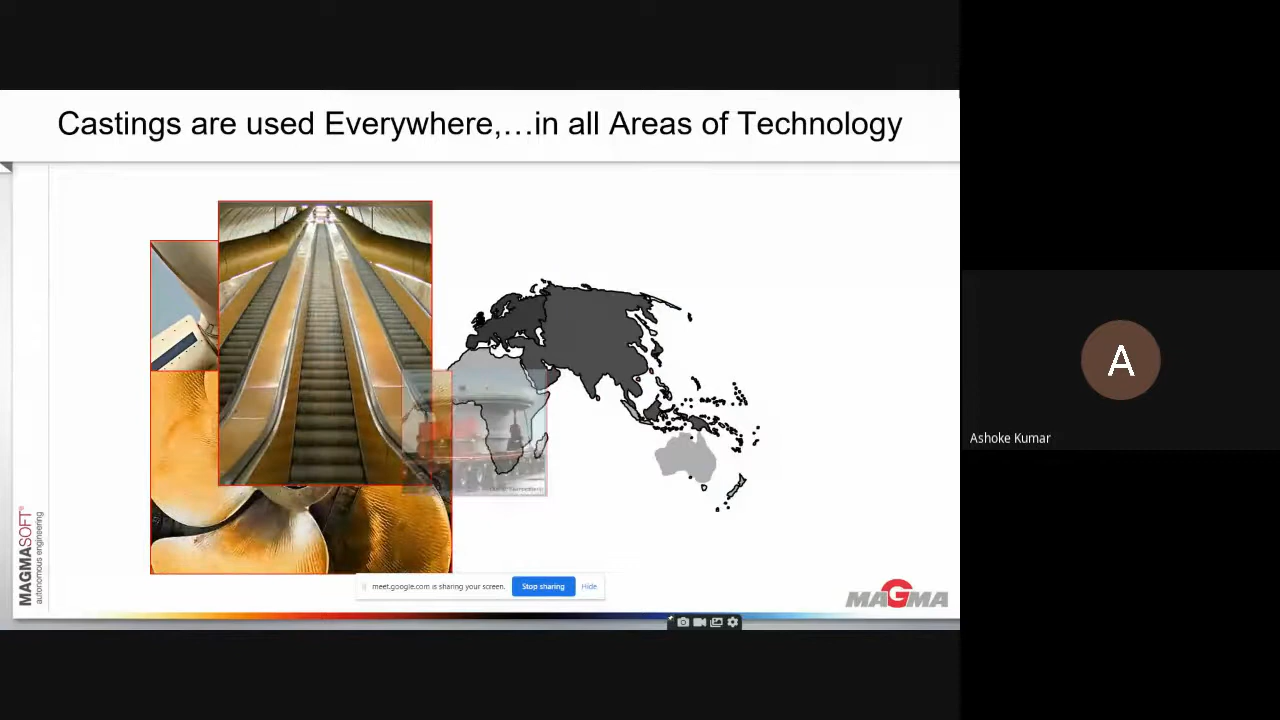 Castings are used Everywhere,…in all Areas of Technology
MAGMASOFT®
autonomous engineering
meet.google.com is sharing your screen.
Stop sharing
Hide
MAGMA
A
Ashoke Kumar